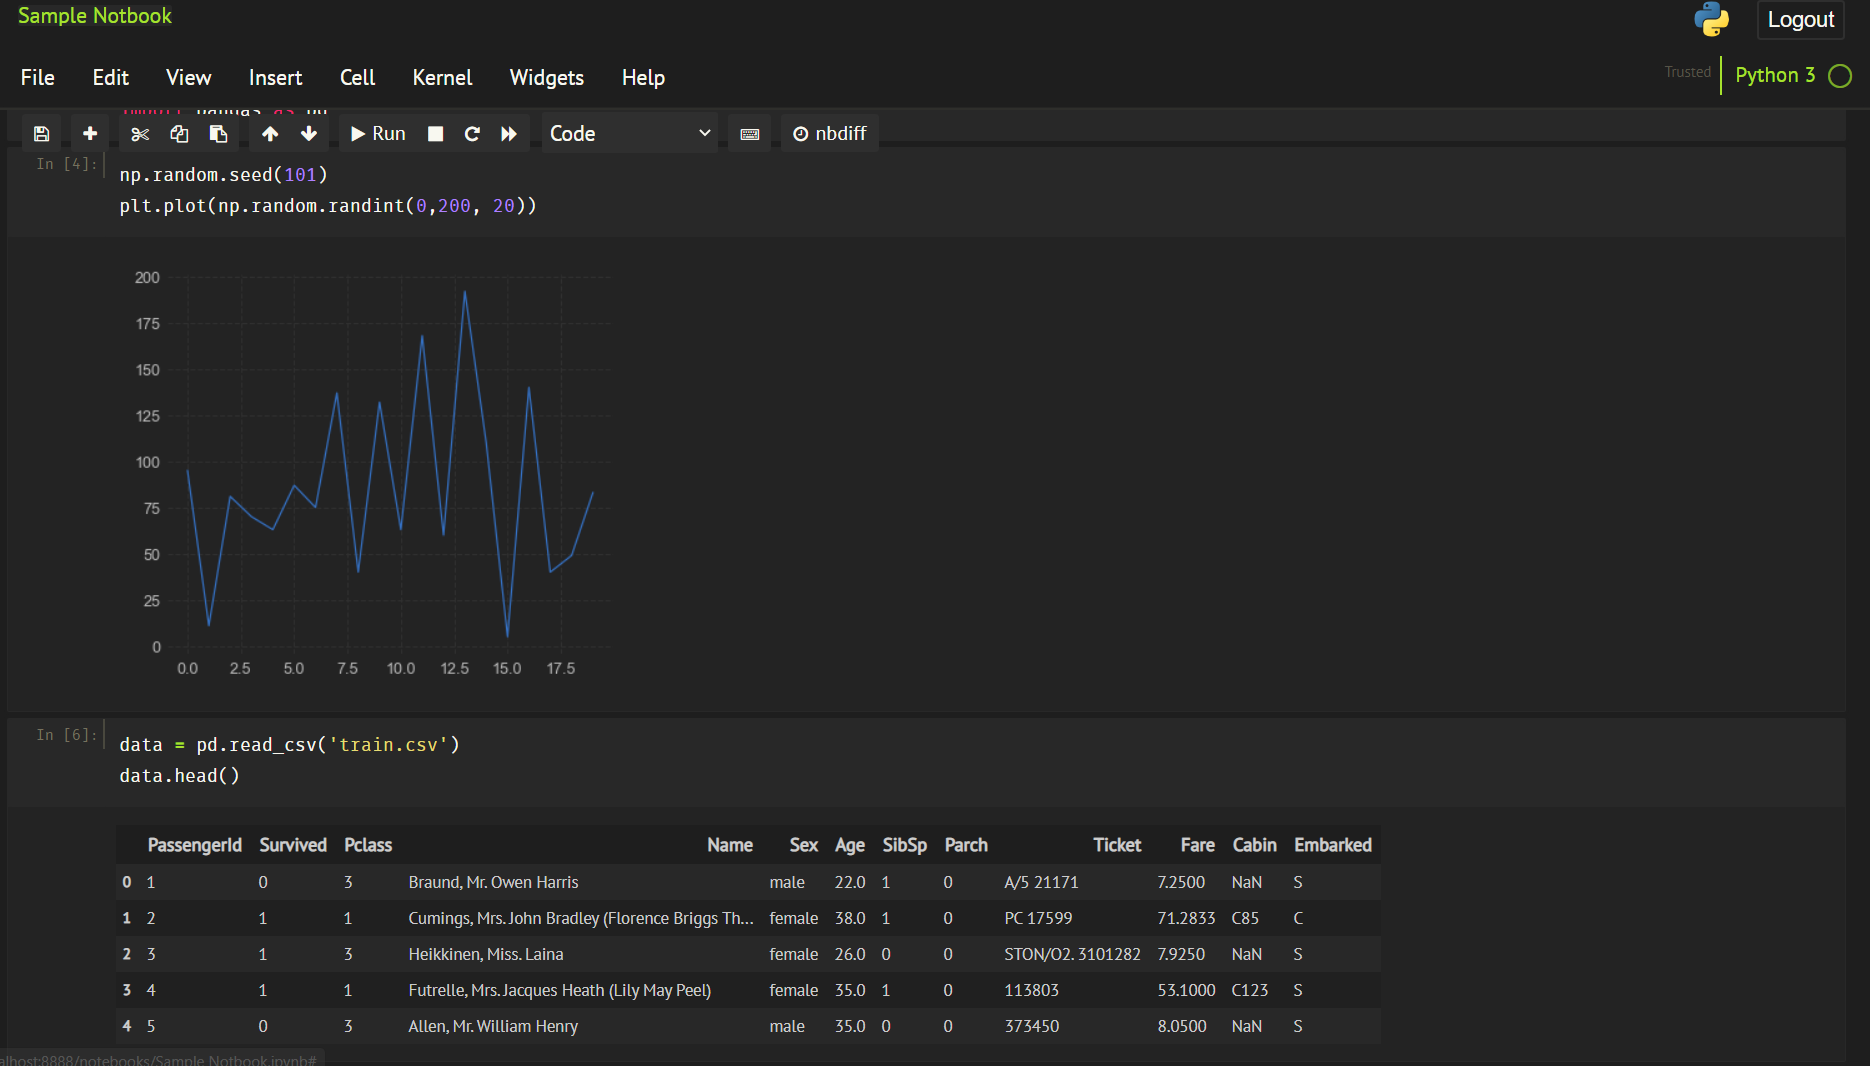 Sample Notbook
Logout
File Edit View Insert Cell Kernel Widgets Help
Trusted Python 3
import pandas as pd
Run Code nbdiff
In [4]:
np.random.seed(101)
plt.plot(np.random.randint(0,200, 20))
200
175
150
125
100
75
50
25
0
0.0 2.5 5.0 7.5 10.0 12.5 15.0 17.5
In [6]:
data = pd.read_csv('train.csv')
data.head()
PassengerId Survived Pclass Name Sex Age SibSp Parch Ticket Fare Cabin Embarked
0 1 0 3 Braund, Mr. Owen Harris male 22.0 1 0 A/5 21171 7.2500 NaN S
1 2 1 1 Cumings, Mrs. John Bradley (Florence Briggs Th... female 38.0 1 0 PC 17599 71.2833 C85 C
2 3 1 3 Heikkinen, Miss. Laina female 26.0 0 0 STON/O2. 3101282 7.9250 NaN S
3 4 1 1 Futrelle, Mrs. Jacques Heath (Lily May Peel) female 35.0 1 0 113803 53.1000 C123 S
4 5 0 3 Allen, Mr. William Henry male 35.0 0 0 373450 8.0500 NaN S
alhost:8888/notebooks/Sample Notbook.ipynb#